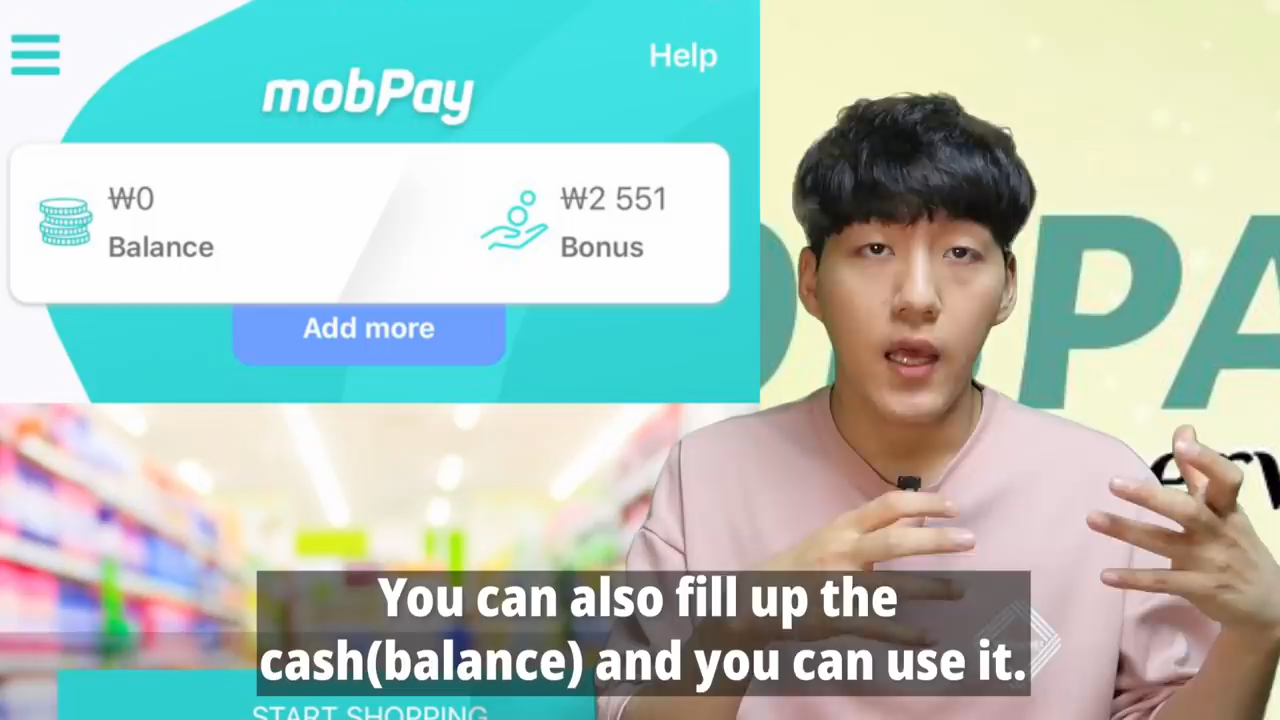 Help
mobPay
₩0
Balance
₩2 551
Bonus
Add more
PA
You can also fill up the
cash(balance) and you can use it.
START SHOPPING